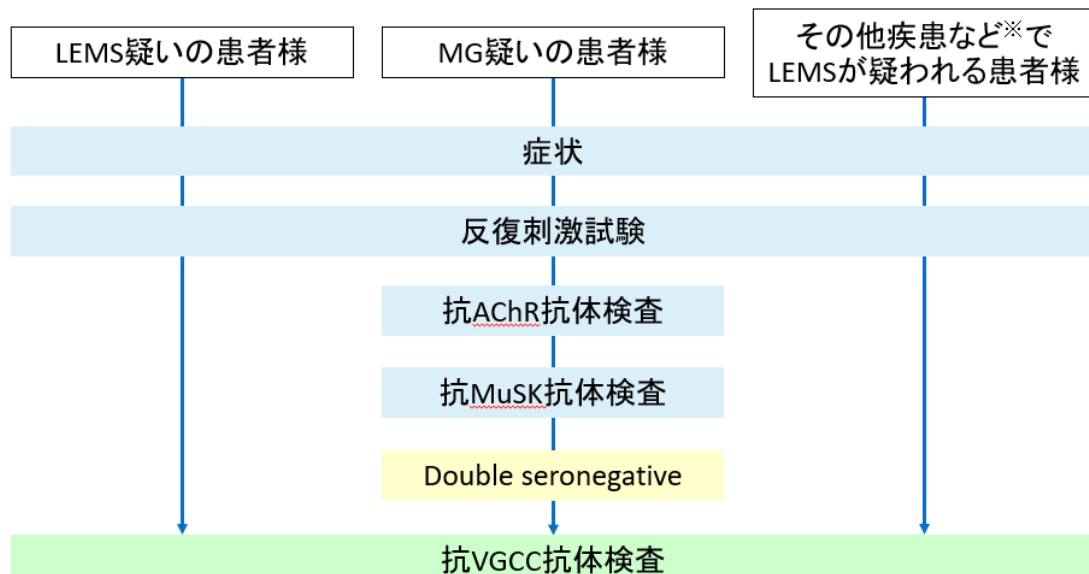 LEMS疑いの患者様
MG疑いの患者様
その他疾患など※で
LEMSが疑われる患者様
症状
反復刺激試験
抗AChR抗体検査
抗MuSK抗体検査
Double seronegative
抗VGCC抗体検査